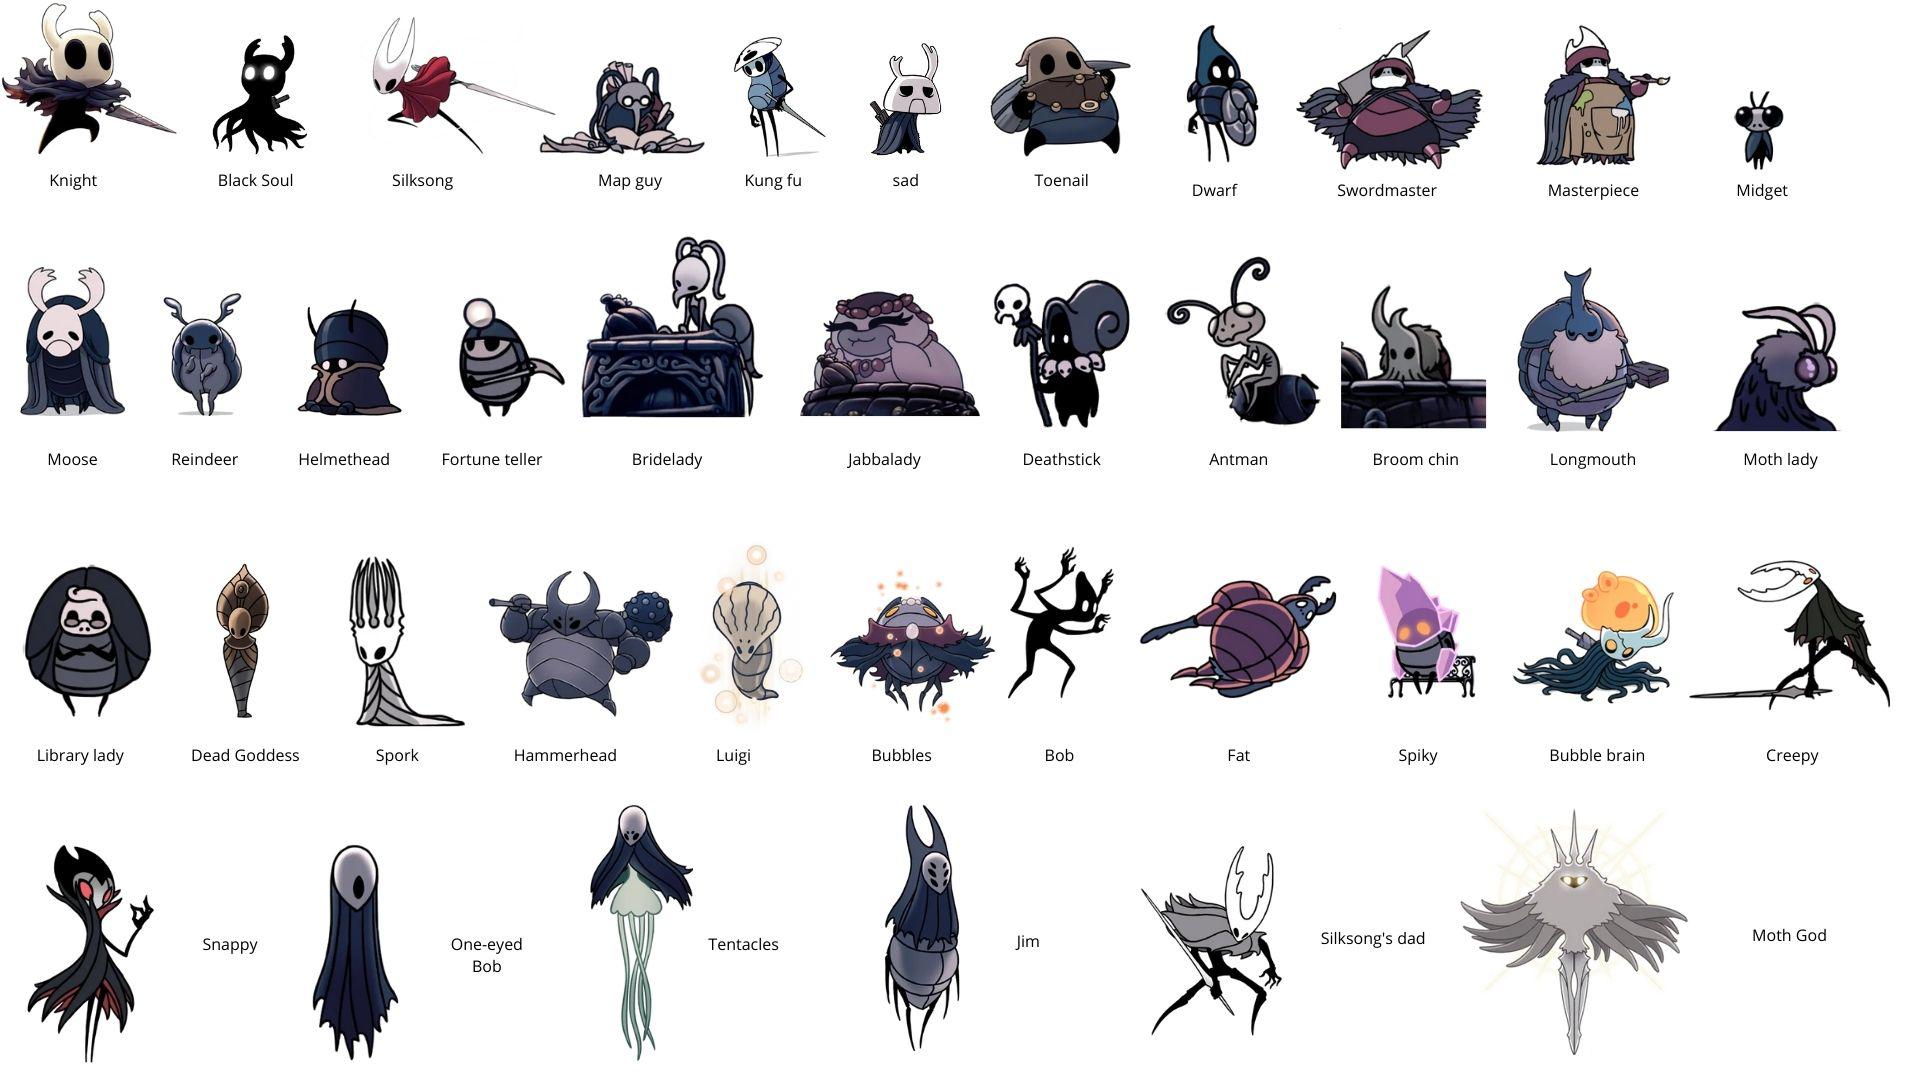 Knight
Black Soul
Silksong
Map guy
Kung fu
sad
Toenail
Dwarf
Swordmaster
Masterpiece
Midget
Moose
Reindeer
Helmethead
Fortune teller
Bridelady
Jabbalady
Deathstick
Antman
Broom chin
Longmouth
Moth lady
Library lady
Dead Goddess
Spork
Hammerhead
Luigi
Bubbles
Bob
Fat
Spiky
Bubble brain
Creepy
Snappy
One-eyed
Bob
Tentacles
Jim
Silksong's dad
Moth God